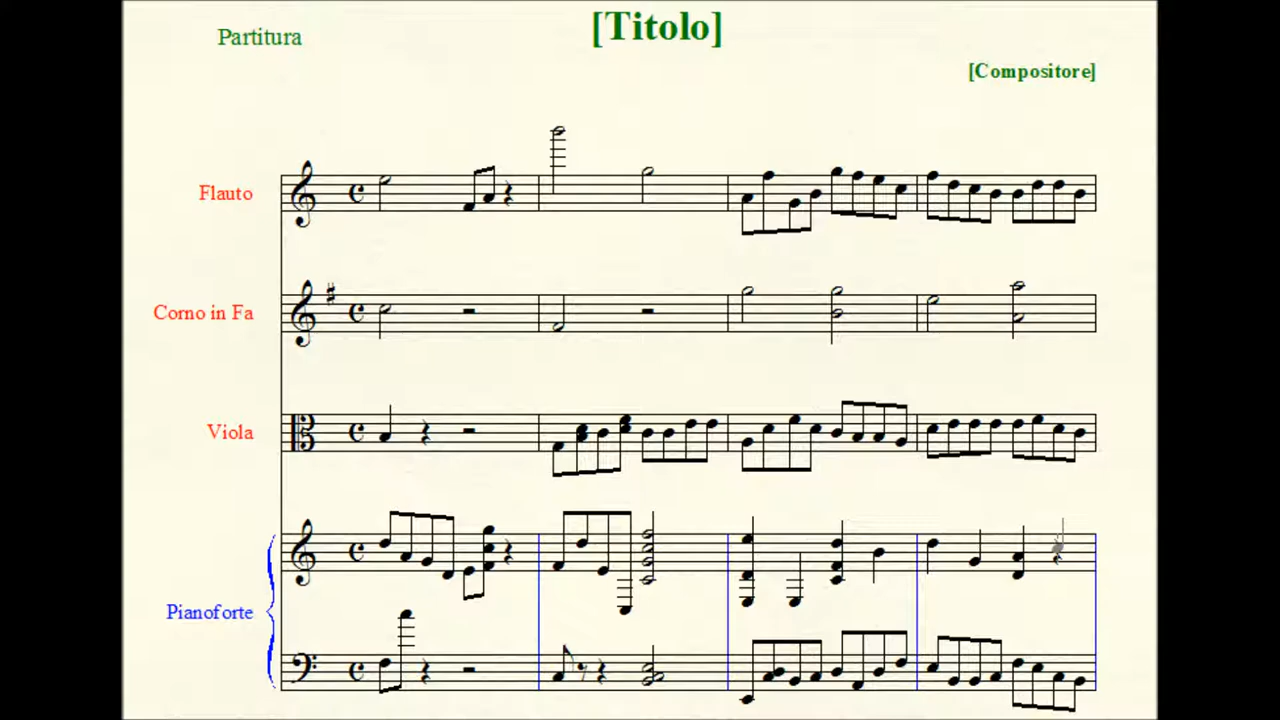 [Titolo]
Partitura
[Compositore]
Flauto
Corno in Fa
Viola
Pianoforte